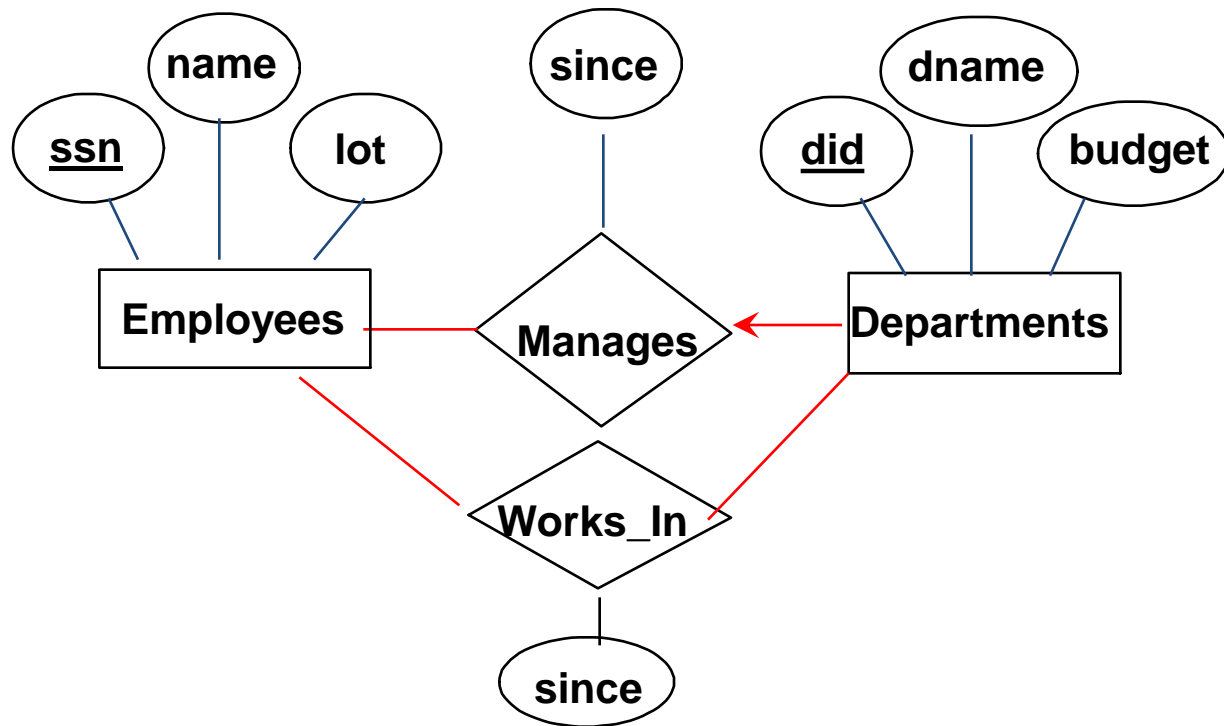 name
since
dname
ssn
lot
did
budget
Employees
Manages
Departments
Works_In
since